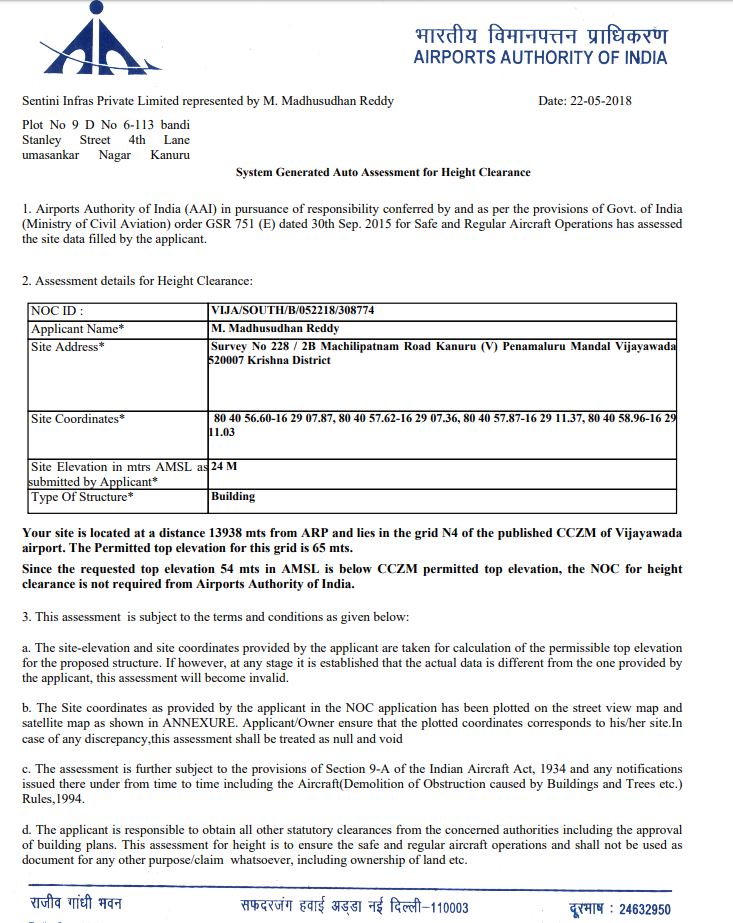 भारतीय विमानपत्तन प्राधिकरण
AIRPORTS AUTHORITY OF INDIA
Sentini Infras Private Limited represented by M. Madhusudhan Reddy Date: 22-05-2018
Plot No 9 D No 6-113 bandi
Stanley Street 4th Lane
umasankar Nagar Kanuru
System Generated Auto Assessment for Height Clearance
1. Airports Authority of India (AAI) in pursuance of responsibility conferred by and as per the provisions of Govt. of India
(Ministry of Civil Aviation) order GSR 751 (E) dated 30th Sep. 2015 for Safe and Regular Aircraft Operations has assessed
the site data filled by the applicant.
2. Assessment details for Height Clearance:
NOC ID : VIJA/SOUTH/B/052218/308774
Applicant Name* M. Madhusudhan Reddy
Site Address* Survey No 228 / 2B Machilipatnam Road Kanuru (V) Penamaluru Mandal Vijayawada
520007 Krishna District
Site Coordinates* 80 40 56.60-16 29 07.87, 80 40 57.62-16 29 07.36, 80 40 57.87-16 29 11.37, 80 40 58.96-16 29
11.03
Site Elevation in mtrs AMSL as 24 M
submitted by Applicant*
Type Of Structure* Building
Your site is located at a distance 13938 mts from ARP and lies in the grid N4 of the published CCZM of Vijayawada
airport. The Permitted top elevation for this grid is 65 mts.
Since the requested top elevation 54 mts in AMSL is below CCZM permitted top elevation, the NOC for height
clearance is not required from Airports Authority of India.
3. This assessment is subject to the terms and conditions as given below:
a. The site-elevation and site coordinates provided by the applicant are taken for calculation of the permissible top elevation
for the proposed structure. If however, at any stage it is established that the actual data is different from the one provided by
the applicant, this assessment will become invalid.
b. The Site coordinates as provided by the applicant in the NOC application has been plotted on the street view map and
satellite map as shown in ANNEXURE. Applicant/Owner ensure that the plotted coordinates corresponds to his/her site.In
case of any discrepancy,this assessment shall be treated as null and void
c. The assessment is further subject to the provisions of Section 9-A of the Indian Aircraft Act, 1934 and any notifications
issued there under from time to time including the Aircraft(Demolition of Obstruction caused by Buildings and Trees etc.)
Rules,1994.
d. The applicant is responsible to obtain all other statutory clearances from the concerned authorities including the approval
of building plans. This assessment for height is to ensure the safe and regular aircraft operations and shall not be used as
document for any other purpose/claim whatsoever, including ownership of land etc.
राजीव गांधी भवन सफदरजंग हवाई अड्डा नई दिल्ली-110003 दूरभाष : 24632950